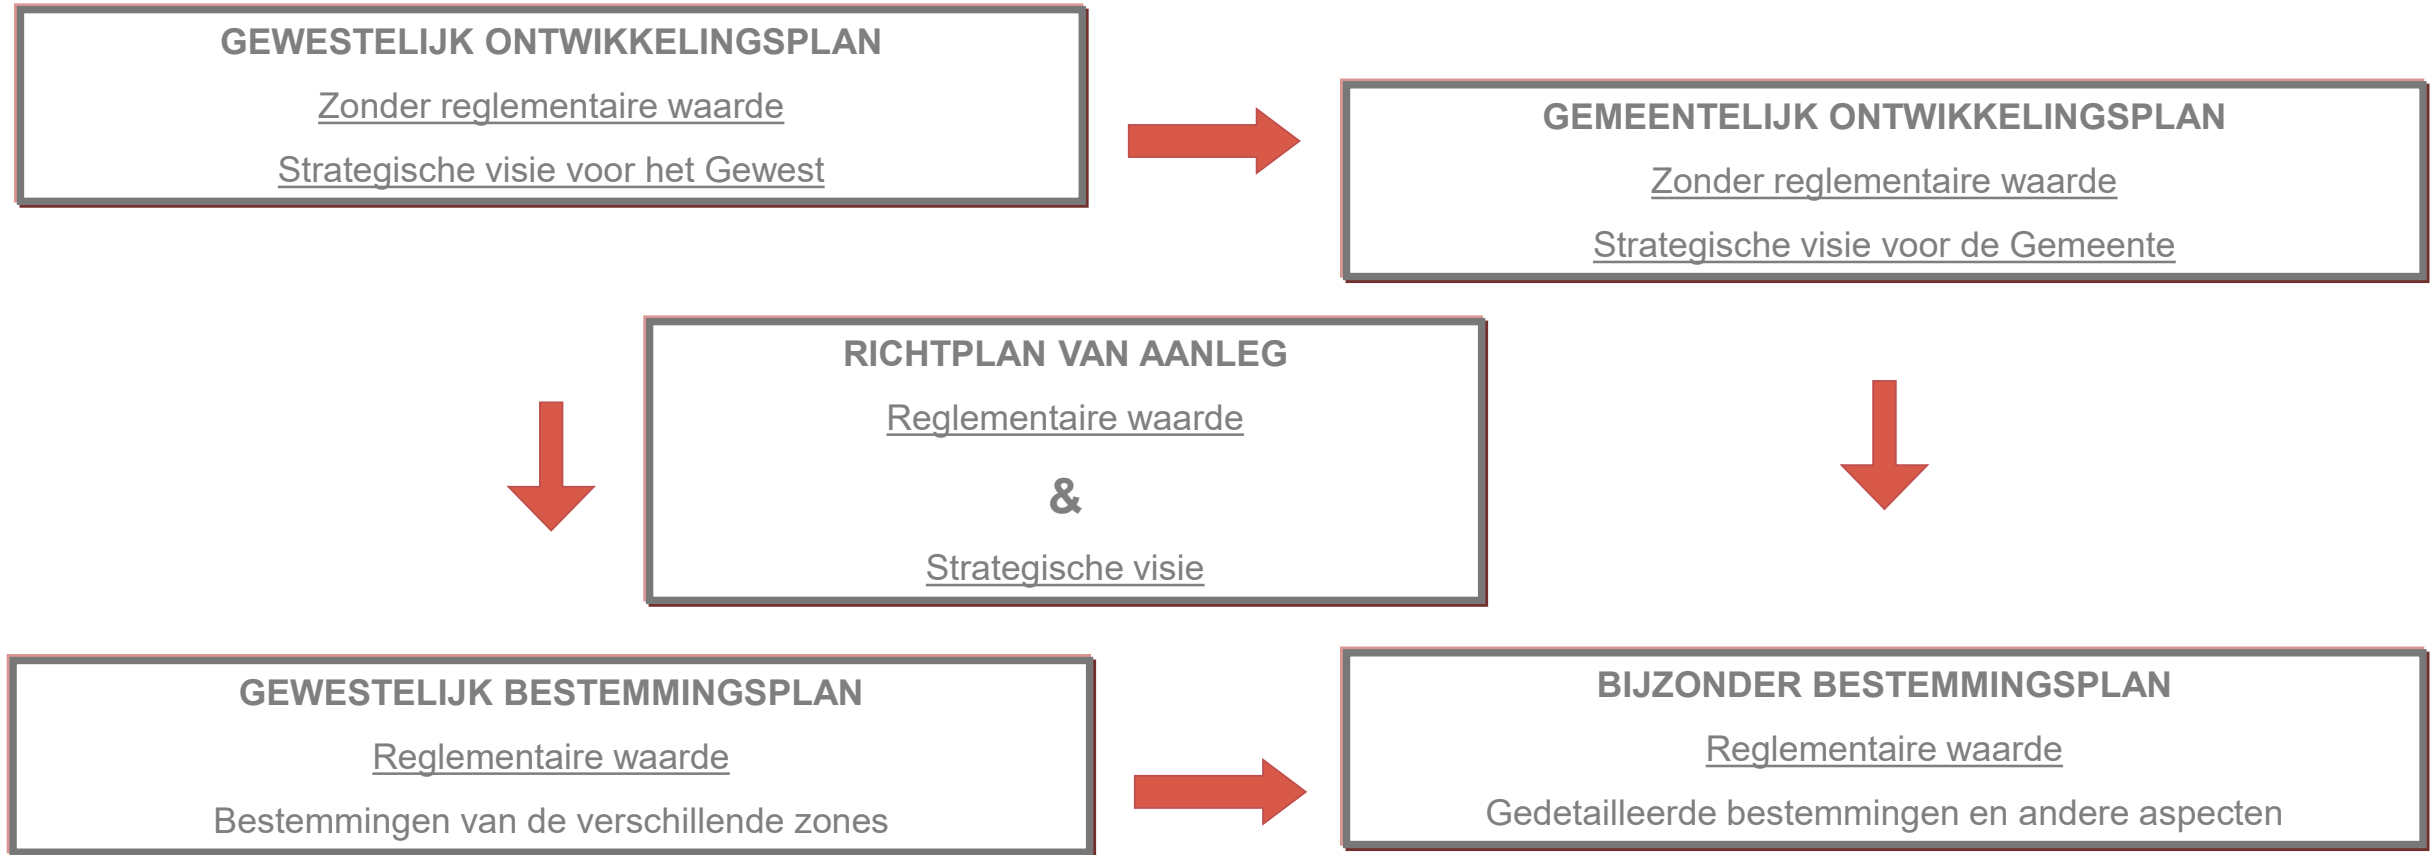 GEWESTELIJK ONTWIKKELINGSPLAN
Zonder reglementaire waarde
Strategische visie voor het Gewest
GEMEENTELIJK ONTWIKKELINGSPLAN
Zonder reglementaire waarde
Strategische visie voor de Gemeente
RICHTPLAN VAN AANLEG
Reglementaire waarde
&
Strategische visie
GEWESTELIJK BESTEMMINGSPLAN
Reglementaire waarde
Bestemmingen van de verschillende zones
BIJZONDER BESTEMMINGSPLAN
Reglementaire waarde
Gedetailleerde bestemmingen en andere aspecten